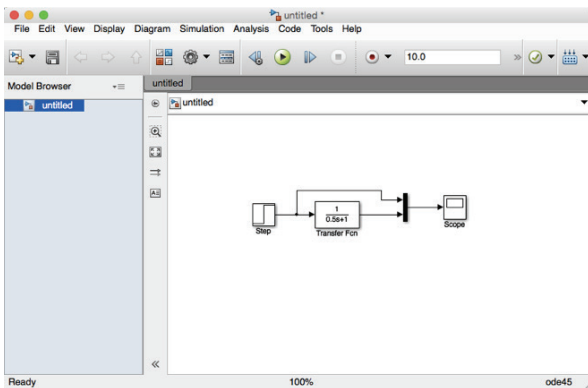 untitled *
File Edit View Display Diagram Simulation Analysis Code Tools Help
10.0
Model Browser
untitled
untitled
untitled
Step
1
0.5s+1
Transfer Fcn
Scope
Ready 100% ode45